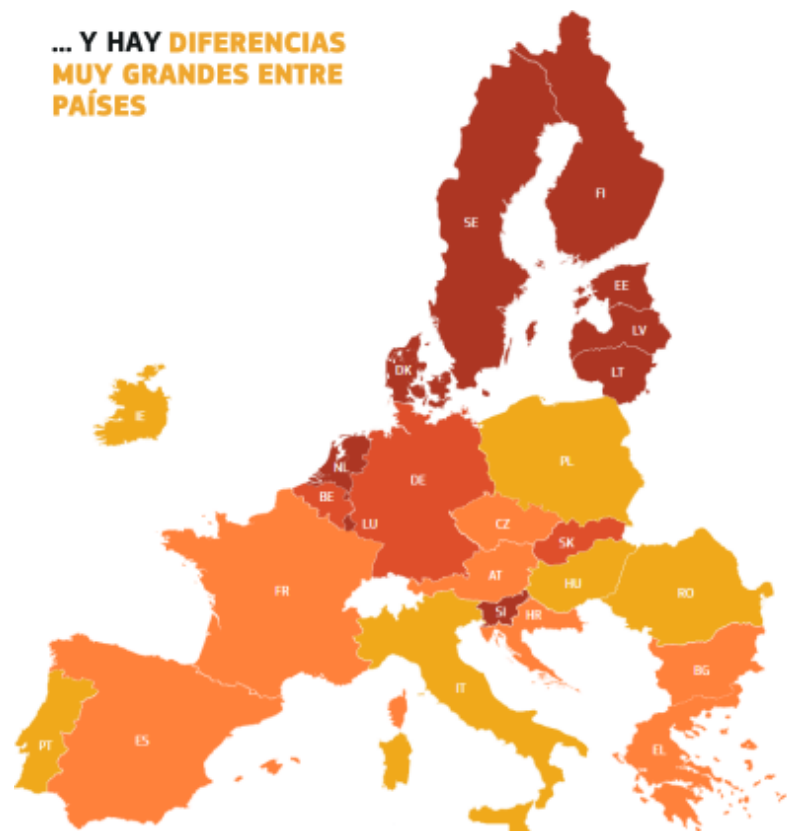 ... Y HAY DIFERENCIAS
MUY GRANDES ENTRE
PAÍSES
FI
SE
EE
LV
LT
DK
IE
NL
PL
DE
BE
LU
CZ
SK
AT
HU
FR
RO
SI
HR
BG
IT
ES
PT
EL